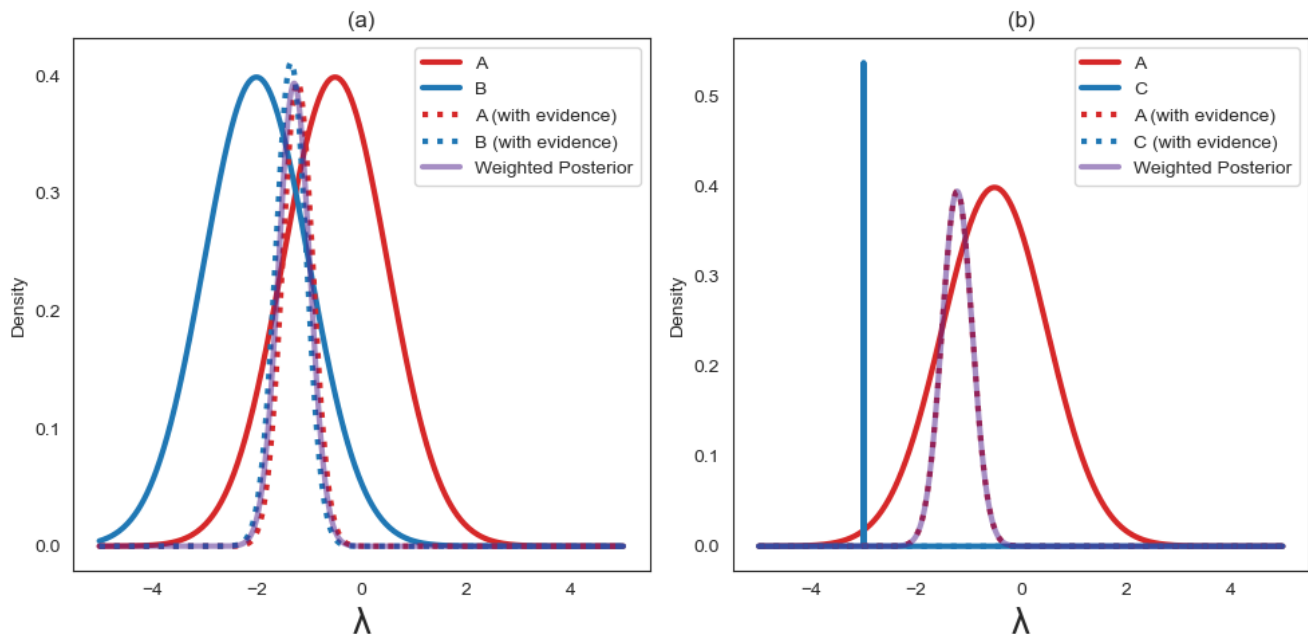 (a)
A
B
A (with evidence)
B (with evidence)
Weighted Posterior
Density
0.4
0.3
0.2
0.1
0.0
−4
−2
0
2
4
λ
(b)
A
C
A (with evidence)
C (with evidence)
Weighted Posterior
Density
0.5
0.4
0.3
0.2
0.1
0.0
−4
−2
0
2
4
λ